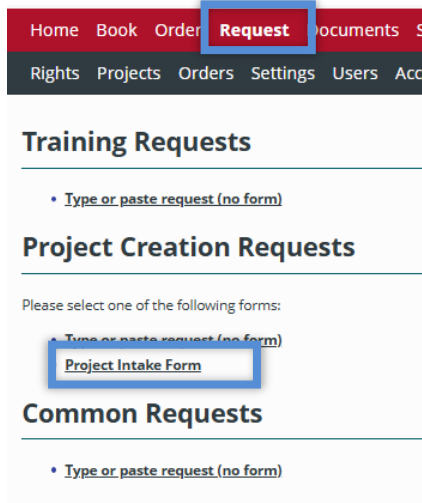 Home Book Order Request Documents S
Rights Projects Orders Settings Users Acc
Training Requests
Type or paste request (no form)
Project Creation Requests
Please select one of the following forms:
Type or paste request (no form)
Project Intake Form
Common Requests
Type or paste request (no form)